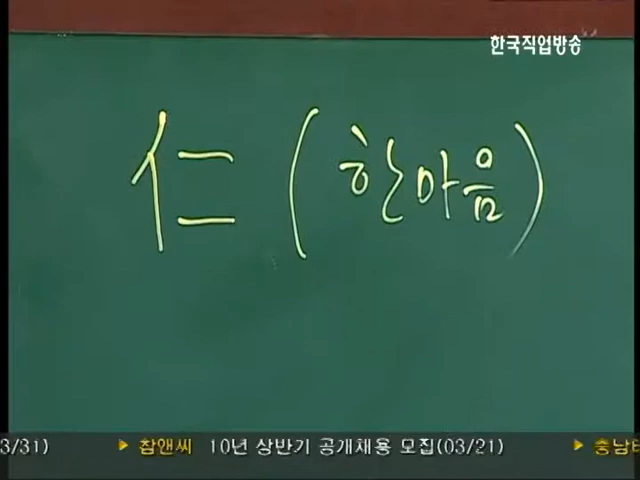 한국직업방송
仁 (한마음)
3/31) ▶ 참앤씨 10년 상반기 공개채용 모집(03/21) ▶ 충남